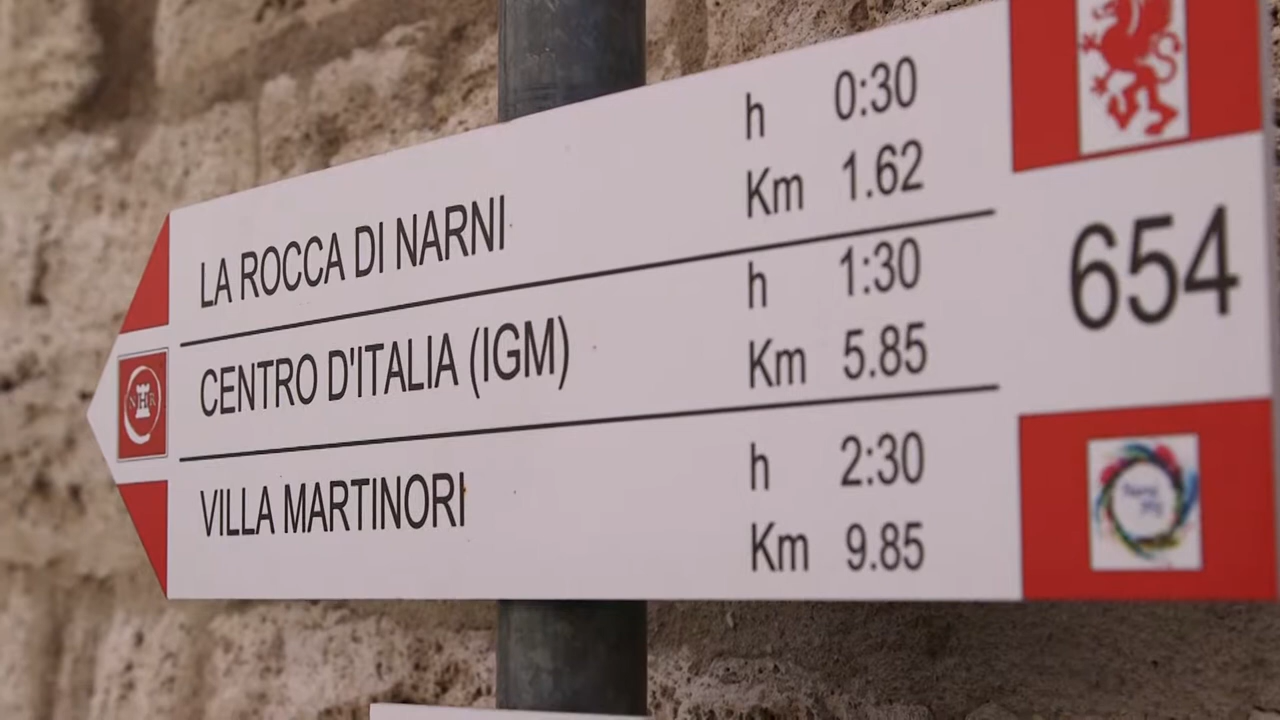 LA ROCCA DI NARNI
h 0:30
Km 1.62
CENTRO D'ITALIA (IGM)
h 1:30
Km 5.85
VILLA MARTINORI
h 2:30
Km 9.85
654
NHR